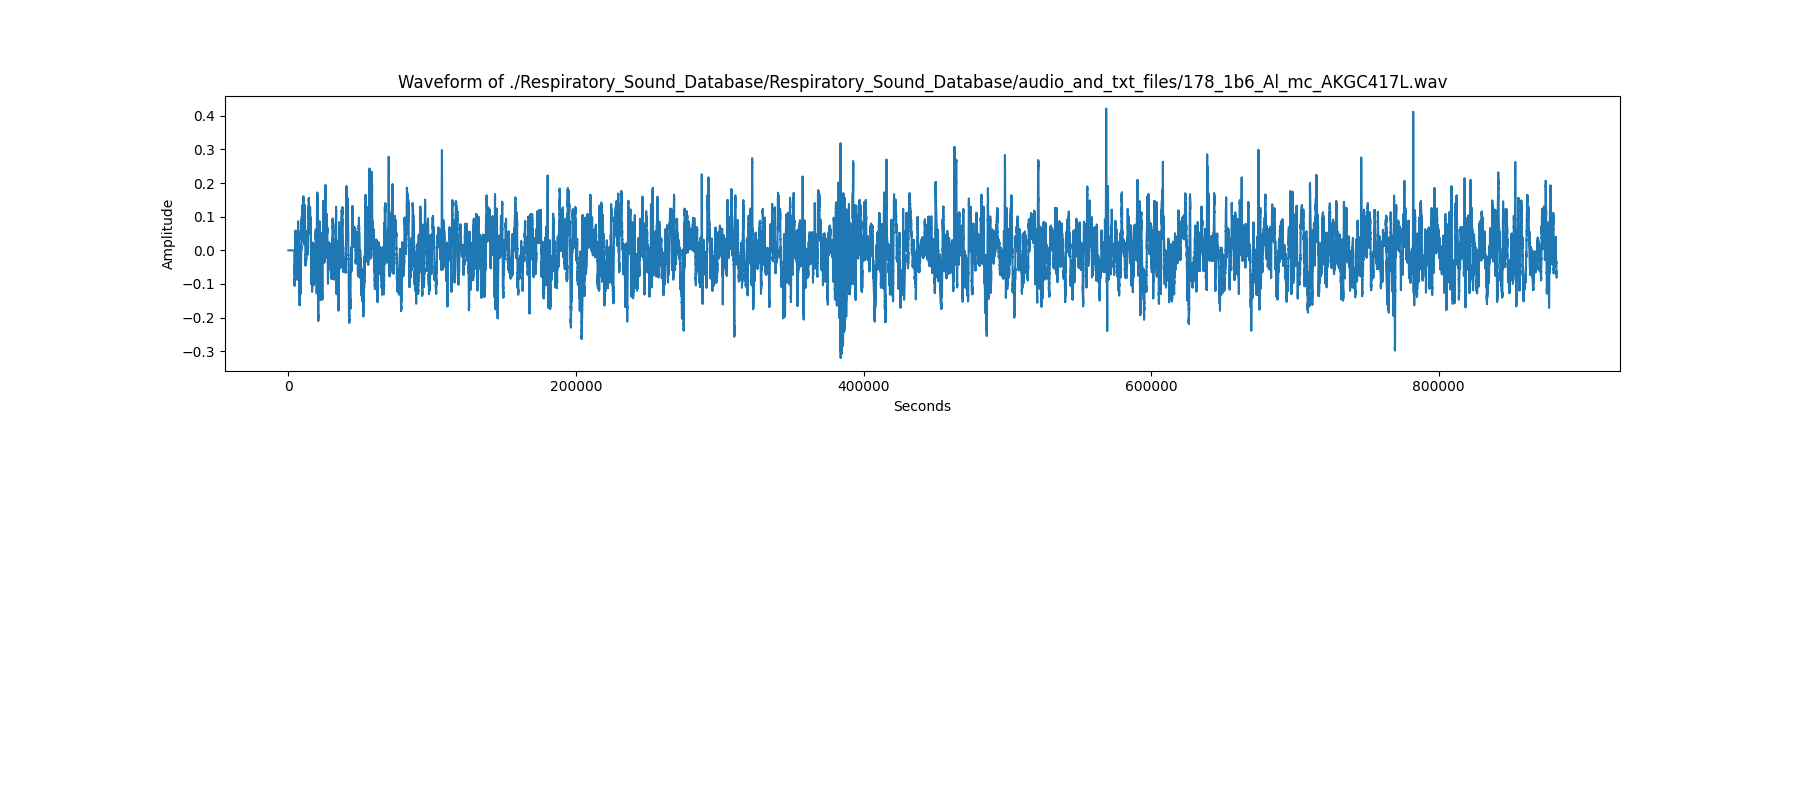 Waveform of ./Respiratory_Sound_Database/Respiratory_Sound_Database/audio_and_txt_files/178_1b6_Al_mc_AKGC417L.wav
0.4
0.3
0.2
0.1
0.0
−0.1
−0.2
−0.3
Amplitude
0 200000 400000 600000 800000
Seconds